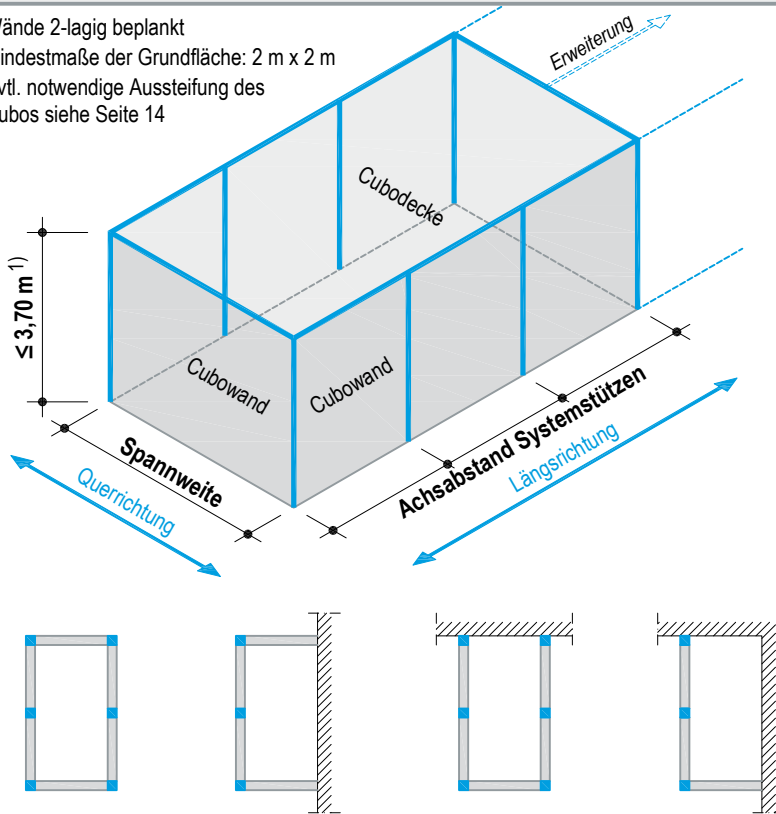 ände 2-lagig beplankt
indestmaße der Grundfläche: 2 m x 2 m
vtl. notwendige Aussteifung des
ubos siehe Seite 14
Erweiterung
Cubodecke
≤ 3,70 m 1)
Cubowand
Cubowand
Spannweite
Querrichtung
Achsabstand Systemstützen
Längsrichtung